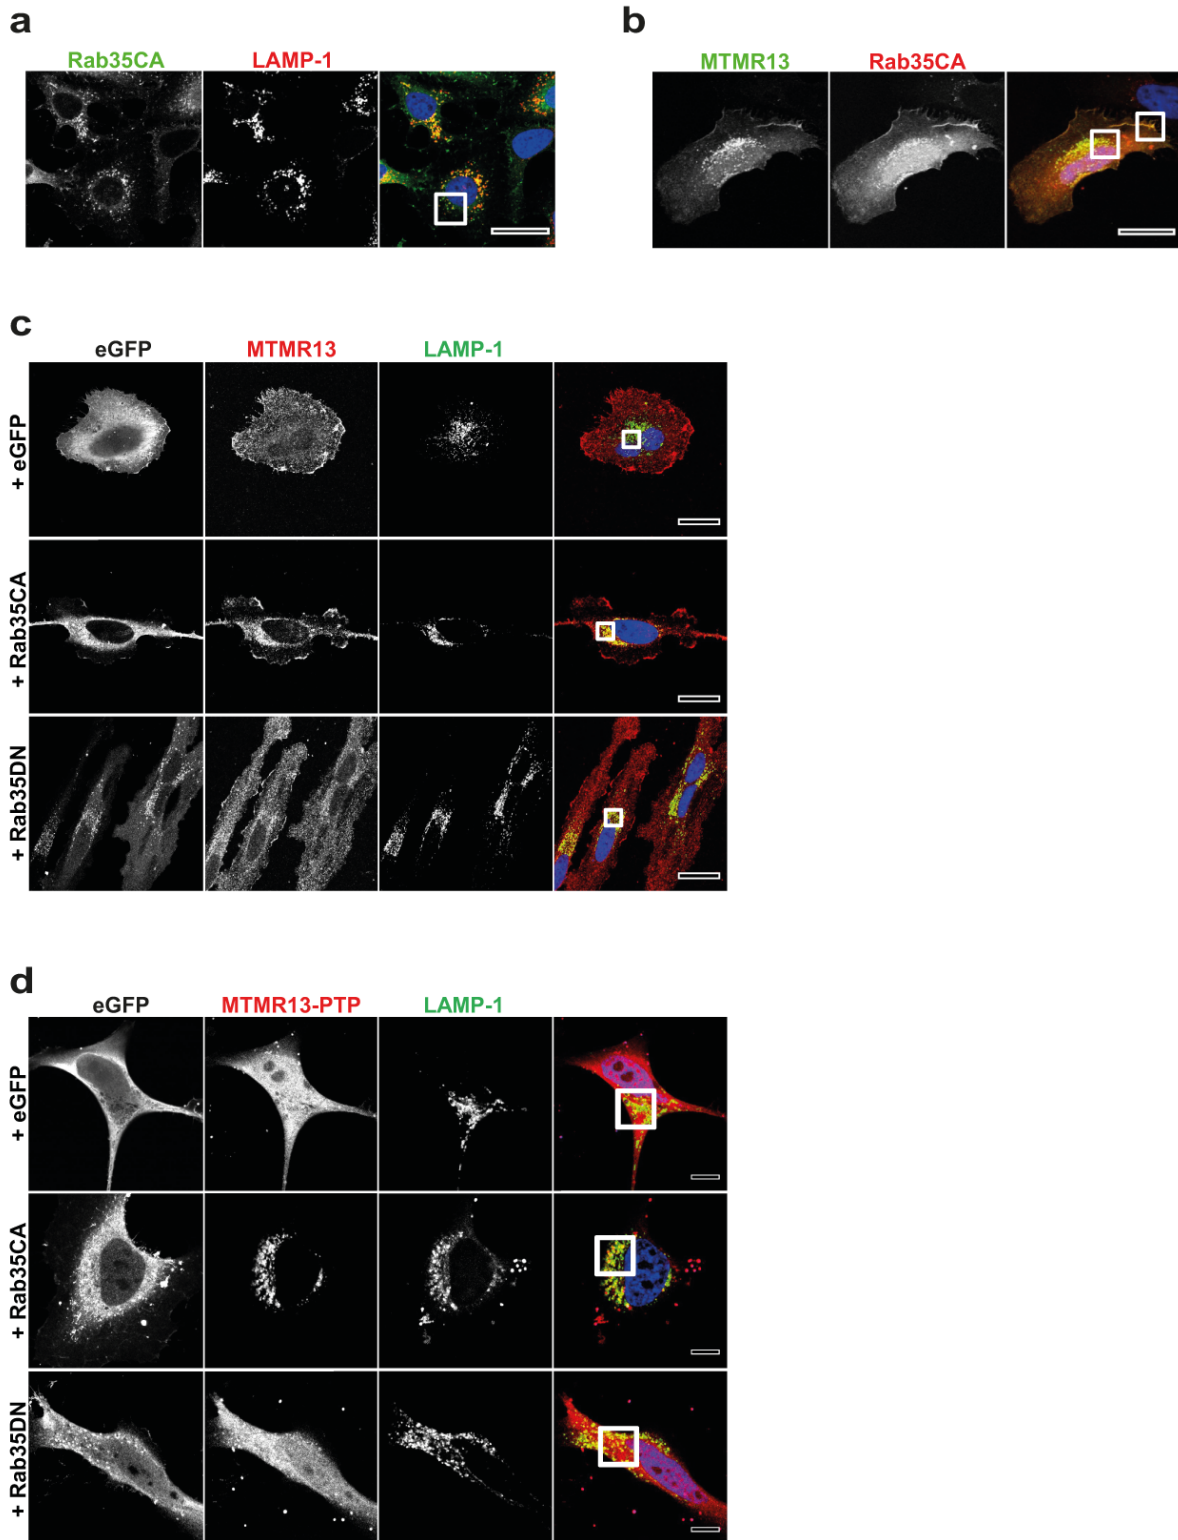 a
Rab35CA LAMP-1
b
MTMR13 Rab35CA
c
eGFP MTMR13 LAMP-1
+ eGFP
+ Rab35CA
+ Rab35DN
d
eGFP MTMR13-PTP LAMP-1
+ eGFP
+ Rab35CA
+ Rab35DN